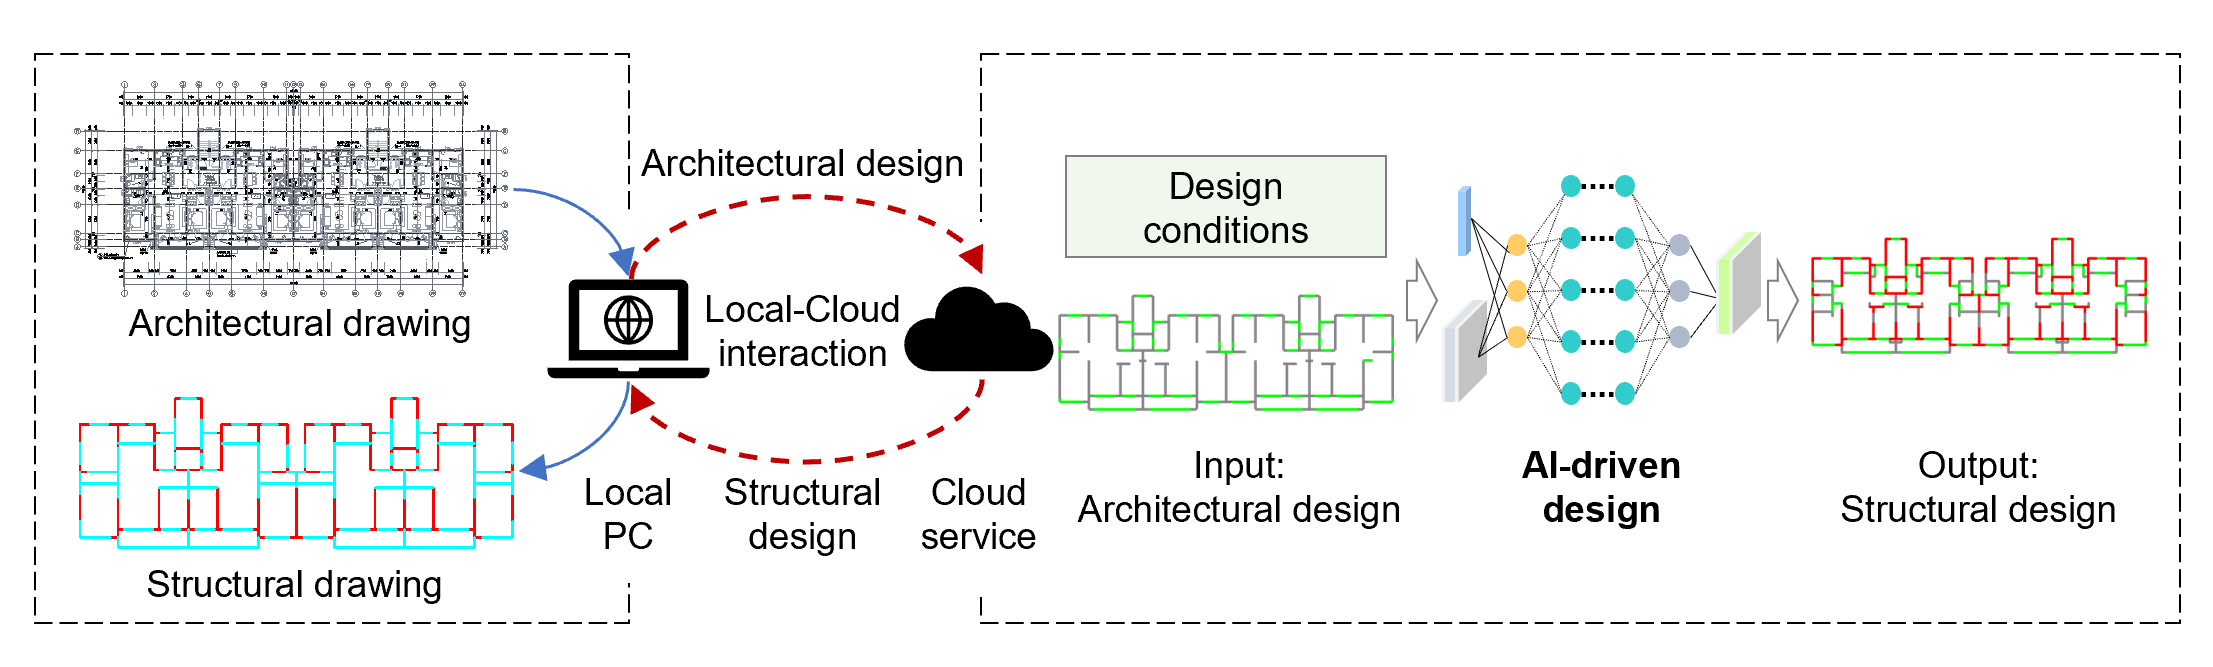 Architectural drawing
Structural drawing
Architectural design
Local-Cloud
interaction
Local
PC
Structural
design
Cloud
service
Design
conditions
Input:
Architectural design
AI-driven
design
Output:
Structural design